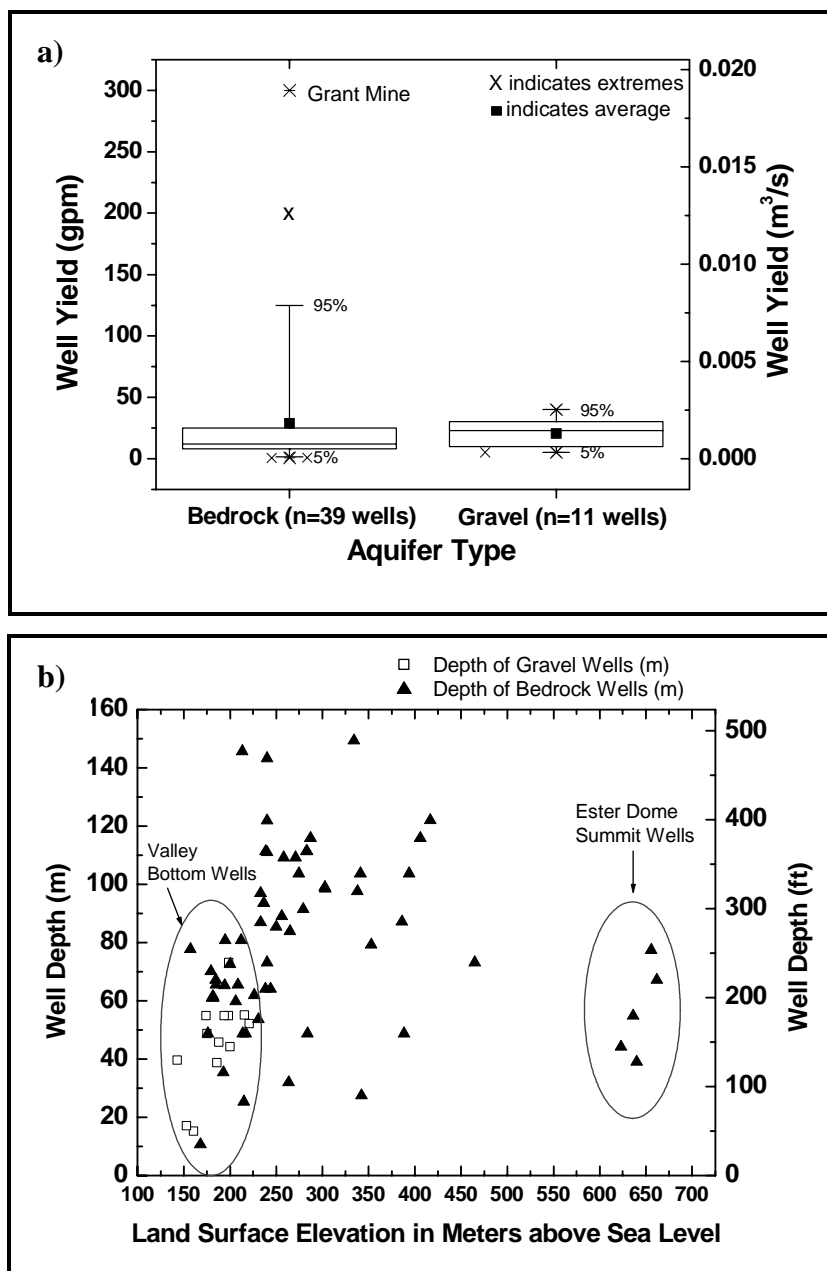 a)
300
250
200
150
100
50
0
Well Yield (gpm)
Grant Mine
X indicates extremes
■ indicates average
95%
5%
95%
5%
0.020
0.015
0.010
0.005
0.000
Well Yield (m³/s)
Bedrock (n=39 wells)
Gravel (n=11 wells)
Aquifer Type
b)
□ Depth of Gravel Wells (m)
▲ Depth of Bedrock Wells (m)
160
140
120
100
80
60
40
20
0
Well Depth (m)
Valley
Bottom Wells
Ester Dome
Summit Wells
500
400
300
200
100
0
Well Depth (ft)
100 150 200 250 300 350 400 450 500 550 600 650 700
Land Surface Elevation in Meters above Sea Level